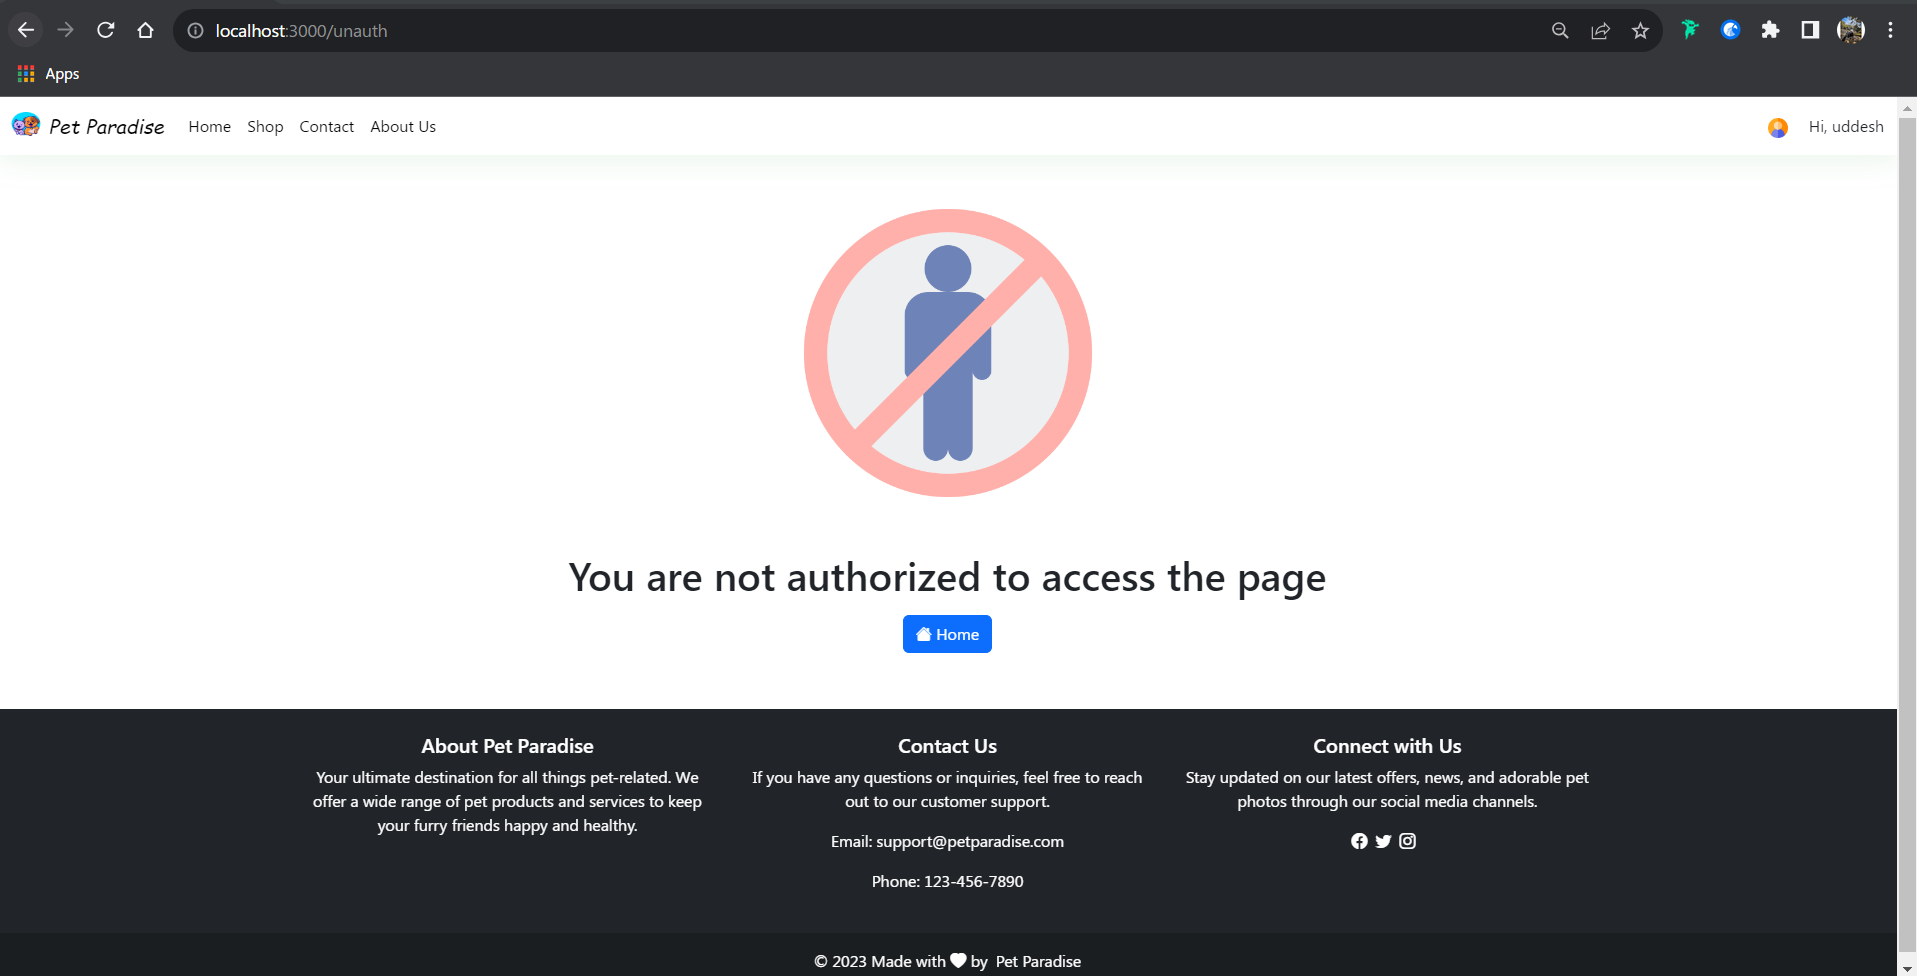 localhost:3000/unauth
Apps
Pet Paradise Home Shop Contact About Us Hi, uddesh
You are not authorized to access the page
Home
About Pet Paradise
Your ultimate destination for all things pet-related. We
offer a wide range of pet products and services to keep
your furry friends happy and healthy.
Contact Us
If you have any questions or inquiries, feel free to reach
out to our customer support.
Email: support@petparadise.com
Phone: 123-456-7890
Connect with Us
Stay updated on our latest offers, news, and adorable pet
photos through our social media channels.
© 2023 Made with by Pet Paradise